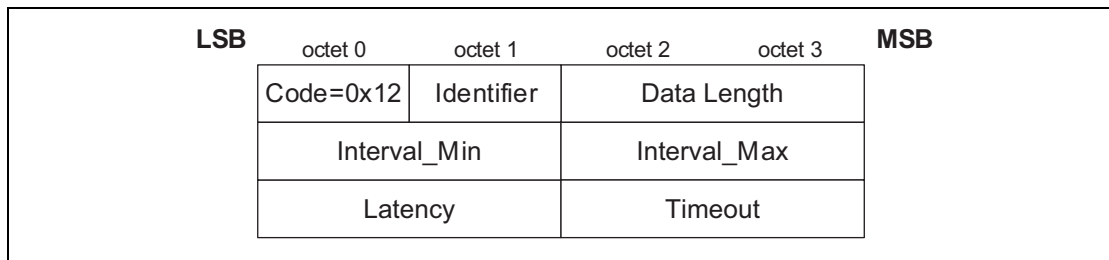 LSB octet 0 octet 1 octet 2 octet 3 MSB
Code=0x12 Identifier Data Length
Interval_Min Interval_Max
Latency Timeout